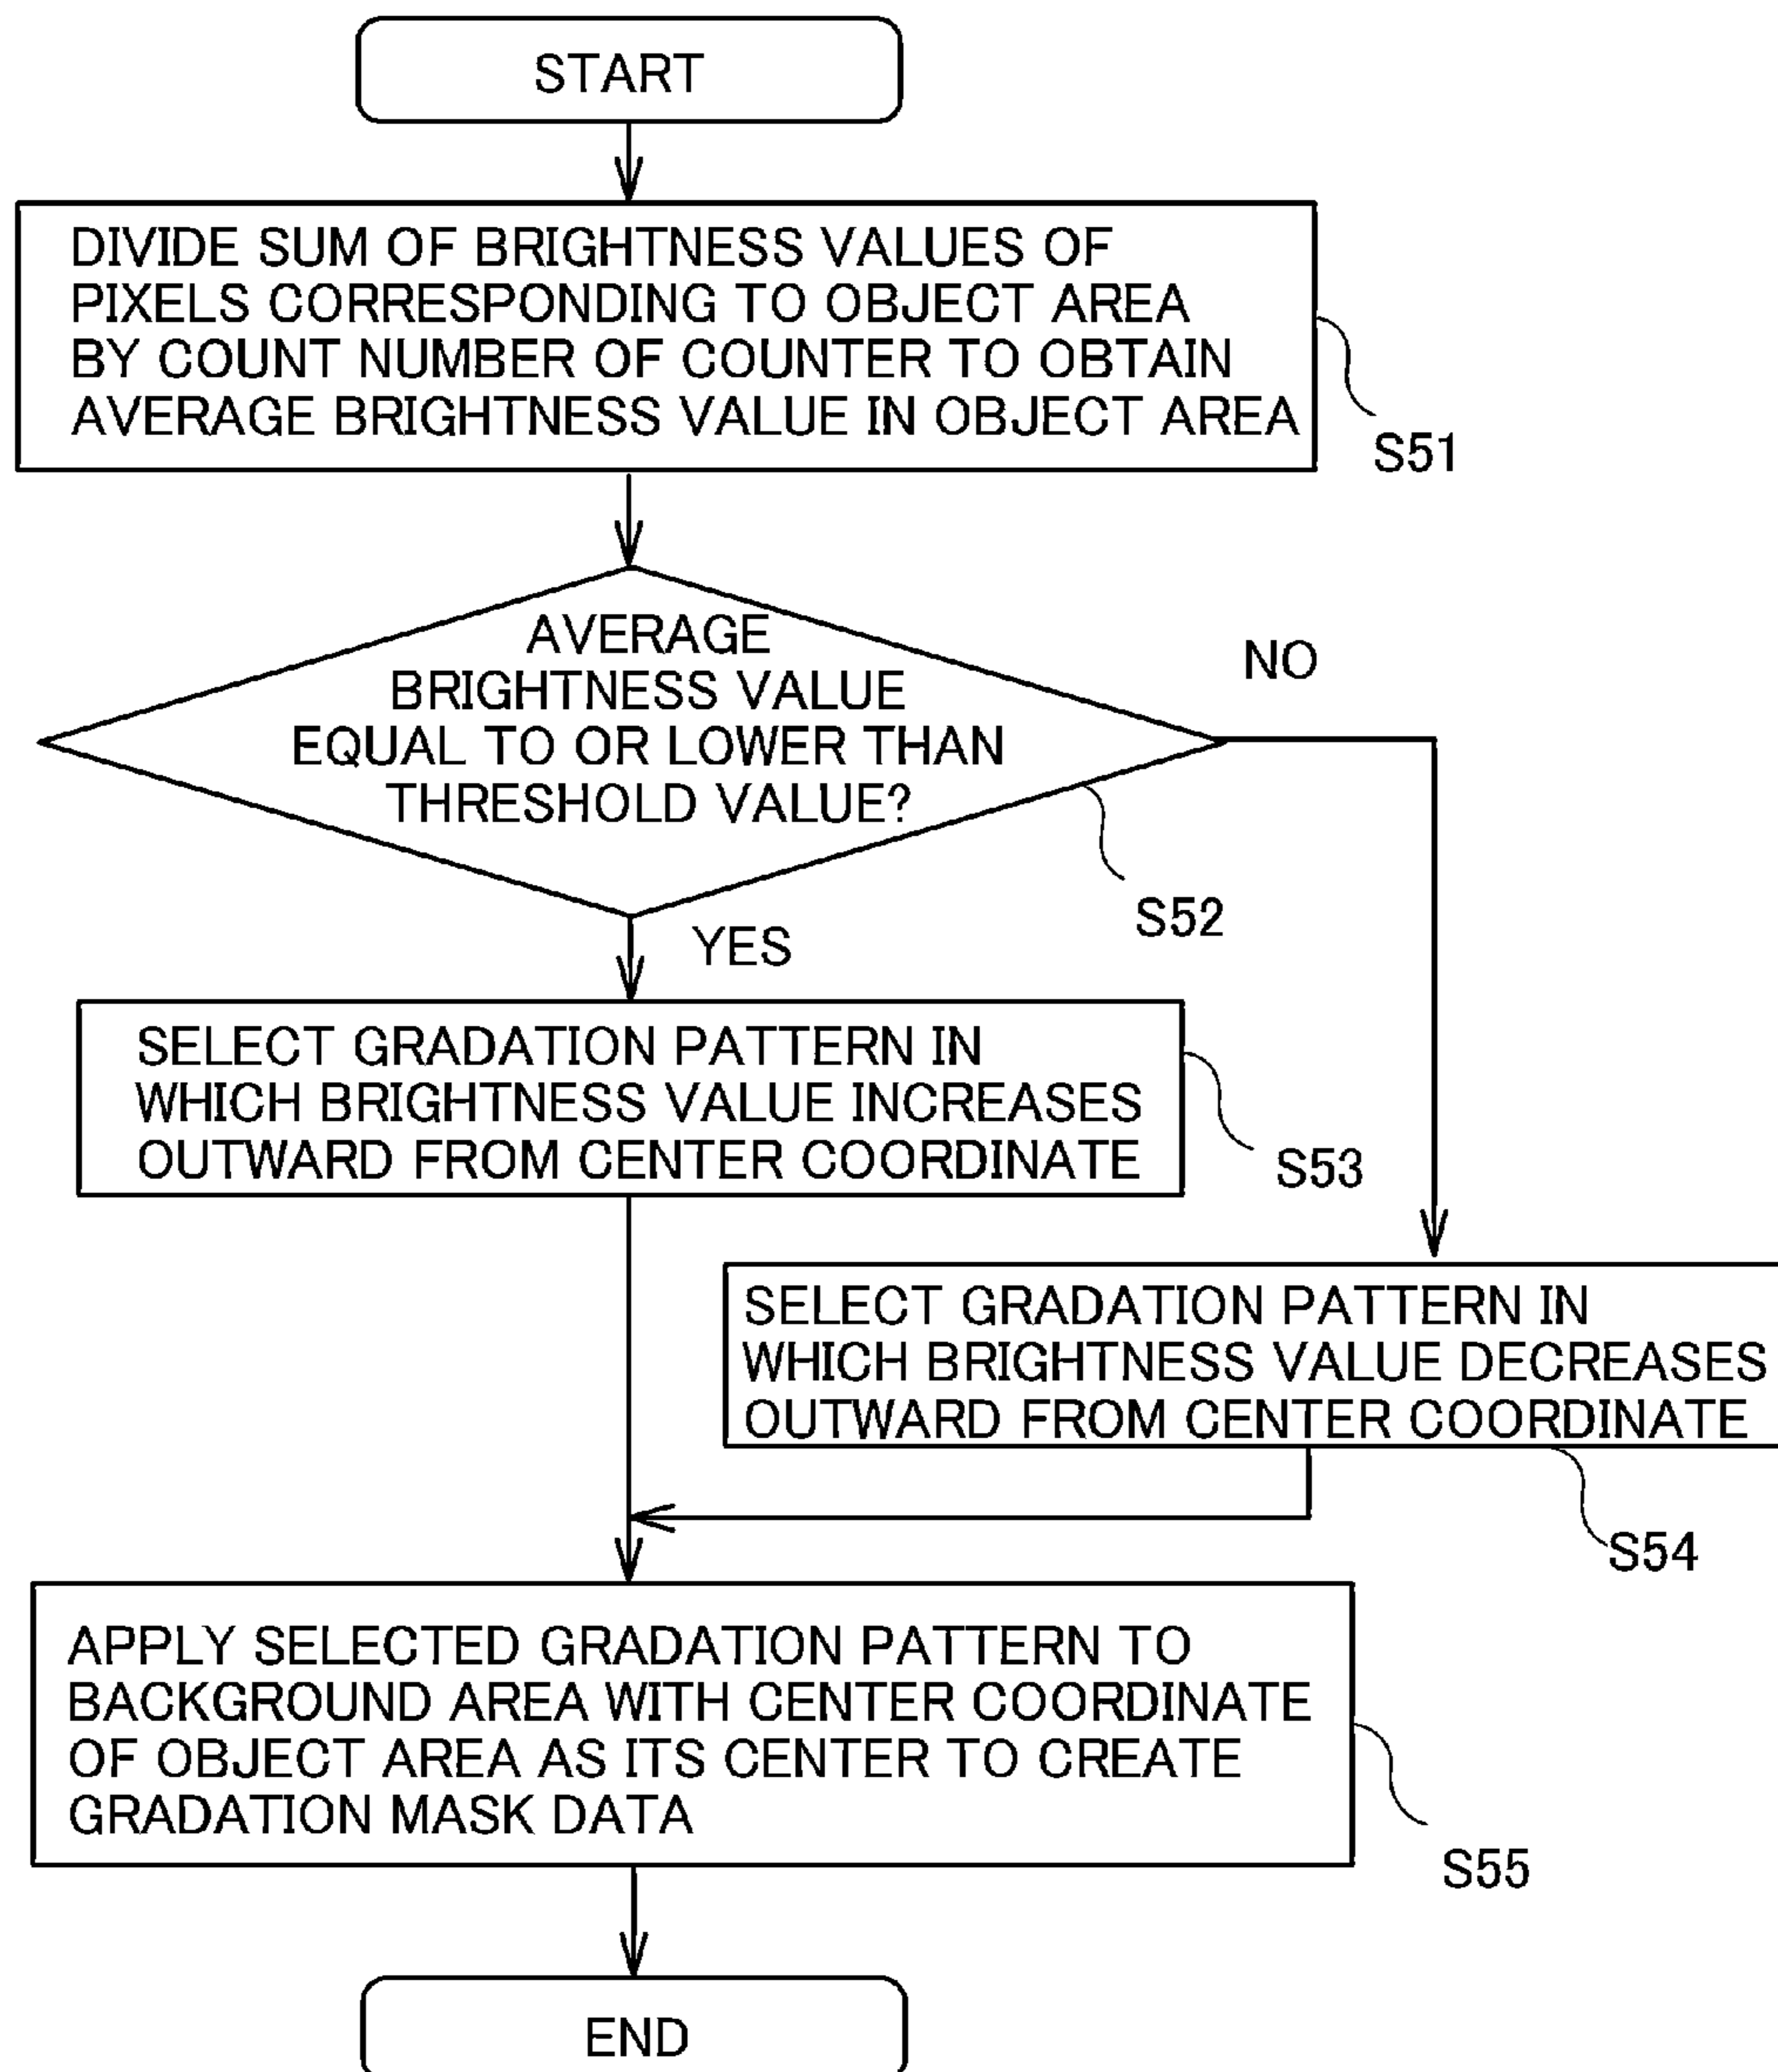 START
DIVIDE SUM OF BRIGHTNESS VALUES OF
PIXELS CORRESPONDING TO OBJECT AREA
BY COUNT NUMBER OF COUNTER TO OBTAIN
AVERAGE BRIGHTNESS VALUE IN OBJECT AREA
S51
AVERAGE
BRIGHTNESS VALUE
EQUAL TO OR LOWER THAN
THRESHOLD VALUE?
NO
S52
YES
SELECT GRADATION PATTERN IN
WHICH BRIGHTNESS VALUE INCREASES
OUTWARD FROM CENTER COORDINATE
S53
SELECT GRADATION PATTERN IN
WHICH BRIGHTNESS VALUE DECREASES
OUTWARD FROM CENTER COORDINATE
S54
APPLY SELECTED GRADATION PATTERN TO
BACKGROUND AREA WITH CENTER COORDINATE
OF OBJECT AREA AS ITS CENTER TO CREATE
GRADATION MASK DATA
S55
END